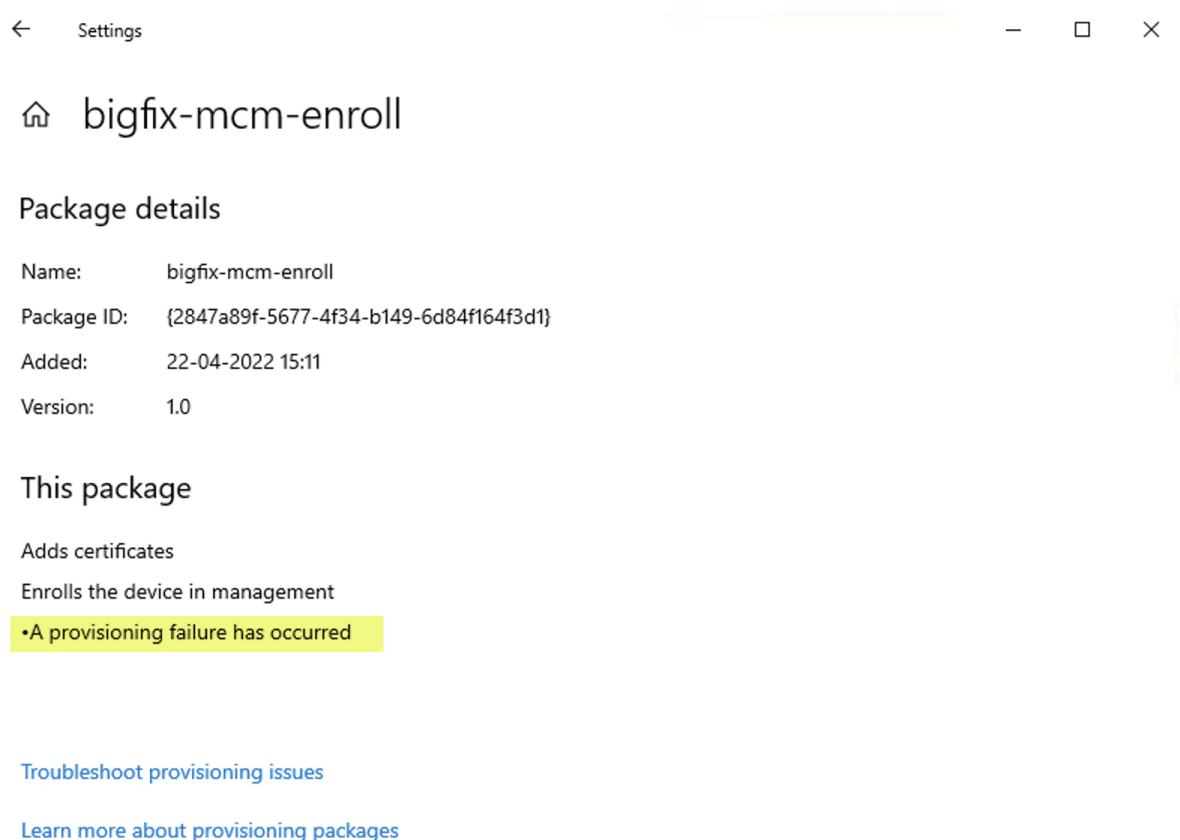 Settings
bigfix-mcm-enroll
Package details
Name: bigfix-mcm-enroll
Package ID: {2847a89f-5677-4f34-b149-6d84f164f3d1}
Added: 22-04-2022 15:11
Version: 1.0
This package
Adds certificates
Enrolls the device in management
•A provisioning failure has occurred
Troubleshoot provisioning issues
Learn more about provisioning packages